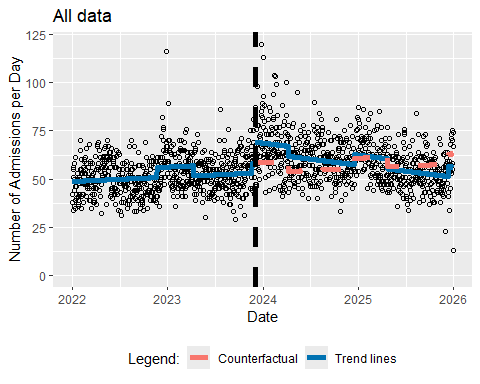 All data
Number of Admissions per Day
125
100
75
50
25
0
2022 2023 2024 2025 2026
Date
Legend: Counterfactual Trend lines